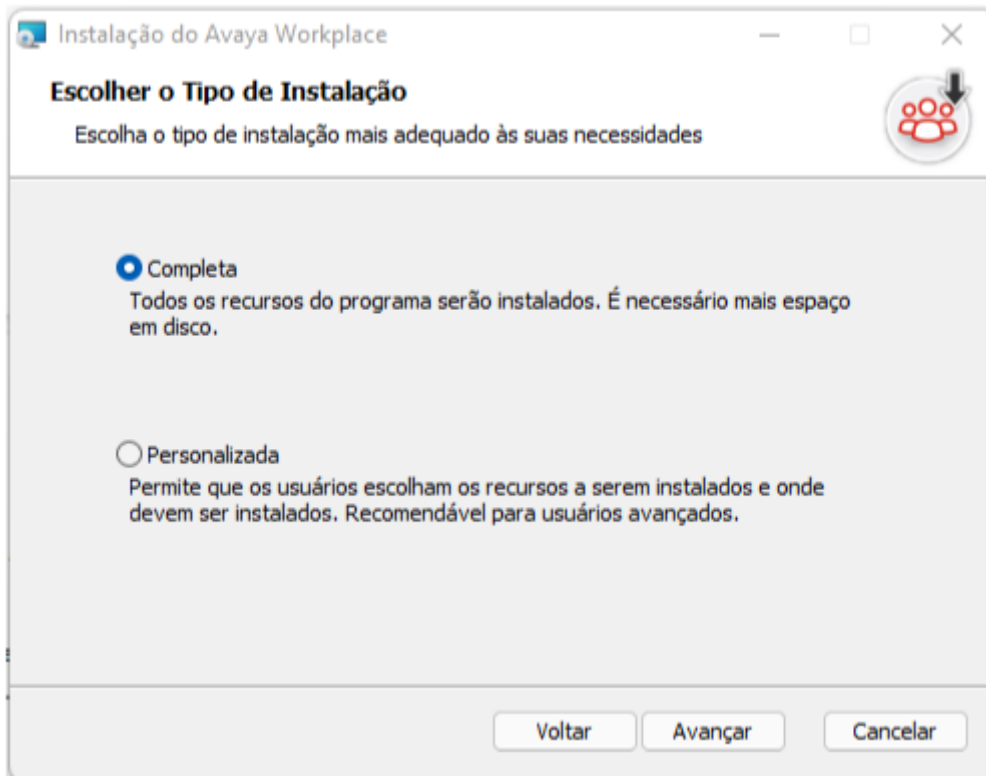 Instalação do Avaya Workplace
Escolher o Tipo de Instalação
Escolha o tipo de instalação mais adequado às suas necessidades
Completa
Todos os recursos do programa serão instalados. É necessário mais espaço
em disco.
Personalizada
Permite que os usuários escolham os recursos a serem instalados e onde
devem ser instalados. Recomendável para usuários avançados.
Voltar Avançar Cancelar